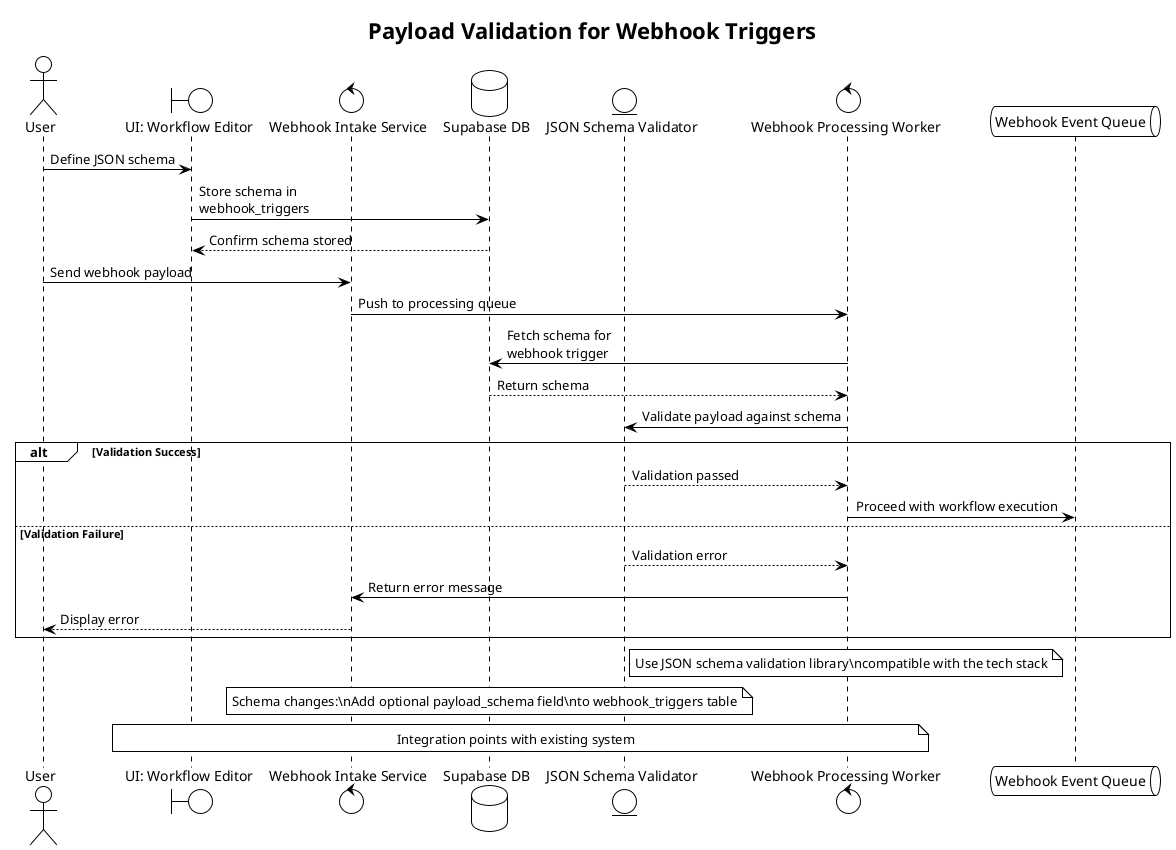 Payload Validation for Webhook Triggers
User
UI: Workflow Editor
Webhook Intake Service
Supabase DB
JSON Schema Validator
Webhook Processing Worker
Webhook Event Queue
Define JSON schema
Store schema in
webhook_triggers
Confirm schema stored
Send webhook payload
Push to processing queue
Fetch schema for
webhook trigger
Return schema
Validate payload against schema
alt [Validation Success]
Validation passed
Proceed with workflow execution
[Validation Failure]
Validation error
Return error message
Display error
Use JSON schema validation library\ncompatible with the tech stack
Schema changes:\nAdd optional payload_schema field\nto webhook_triggers table
Integration points with existing system
User
UI: Workflow Editor
Webhook Intake Service
Supabase DB
JSON Schema Validator
Webhook Processing Worker
Webhook Event Queue